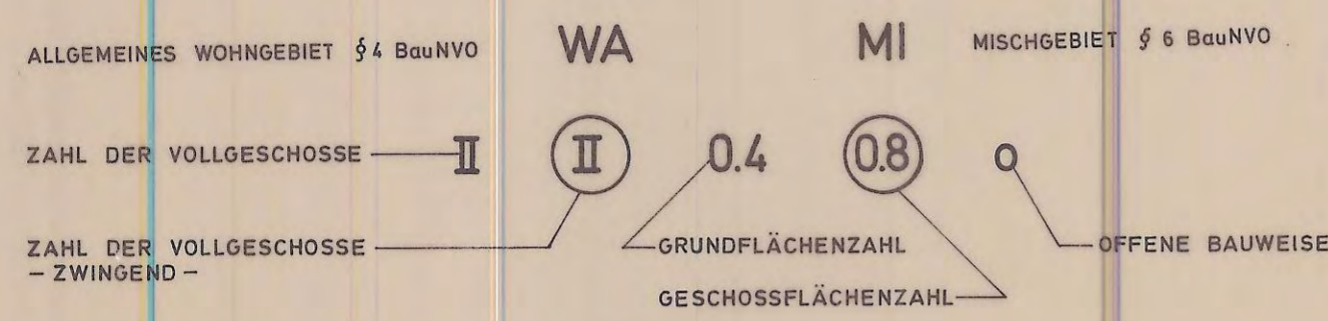 ALLGEMEINES WOHNGEBIET § 4 BauNVO WA MI MISCHGEBIET § 6 BauNVO
ZAHL DER VOLLGESCHOSSE II II 0.4 0.8 o
ZAHL DER VOLLGESCHOSSE GRUNDFLÄCHENZAHL OFFENE BAUWEISE
– ZWINGEND –
GESCHOSSFLÄCHENZAHL